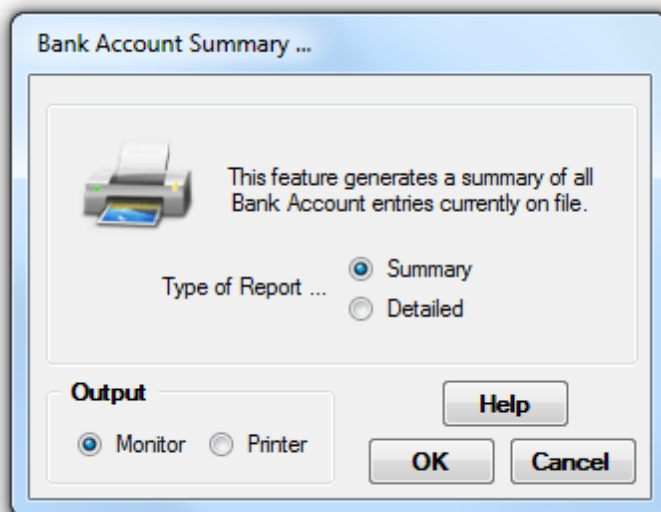 Bank Account Summary ...
This feature generates a summary of all
Bank Account entries currently on file.
Type of Report ...
Summary
Detailed
Output
Monitor
Printer
Help
OK
Cancel